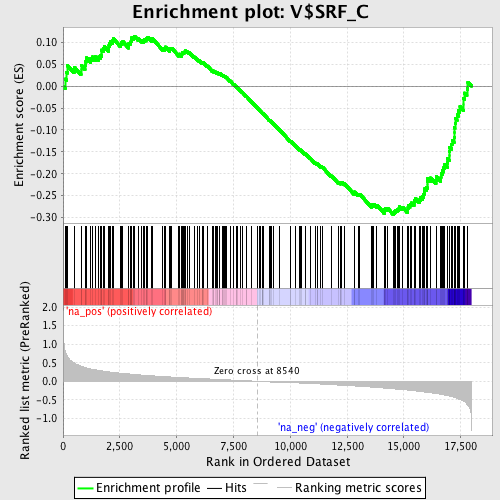 Enrichment plot: V$SRF_C
Enrichment score (ES)
0.10
0.05
0.00
-0.05
-0.10
-0.15
-0.20
-0.25
-0.30
'na_pos' (positively correlated)
Ranked list metric (PreRanked)
2.0
1.5
1.0
0.5
0.0
-0.5
-1.0
Zero cross at 8540
'na_neg' (negatively correlated)
0
2,500
5,000
7,500
10,000
12,500
15,000
17,500
Rank in Ordered Dataset
Enrichment profile
Hits
Ranking metric scores